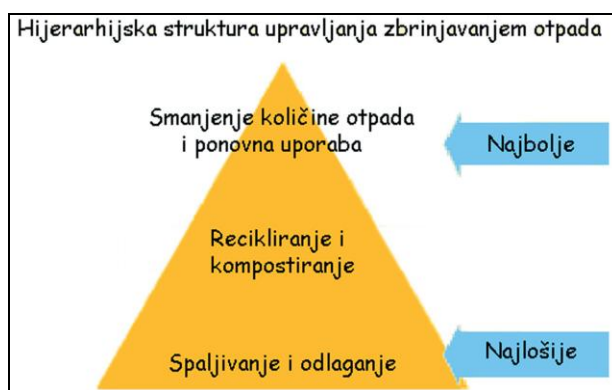 Hijerarhijska struktura upravljanja zbrinjavanjem otpada
Smanjenje količine otpada
i ponovna uporaba
Najbolje
Recikliranje i
kompostiranje
Spaljivanje i odlaganje
Najlošije